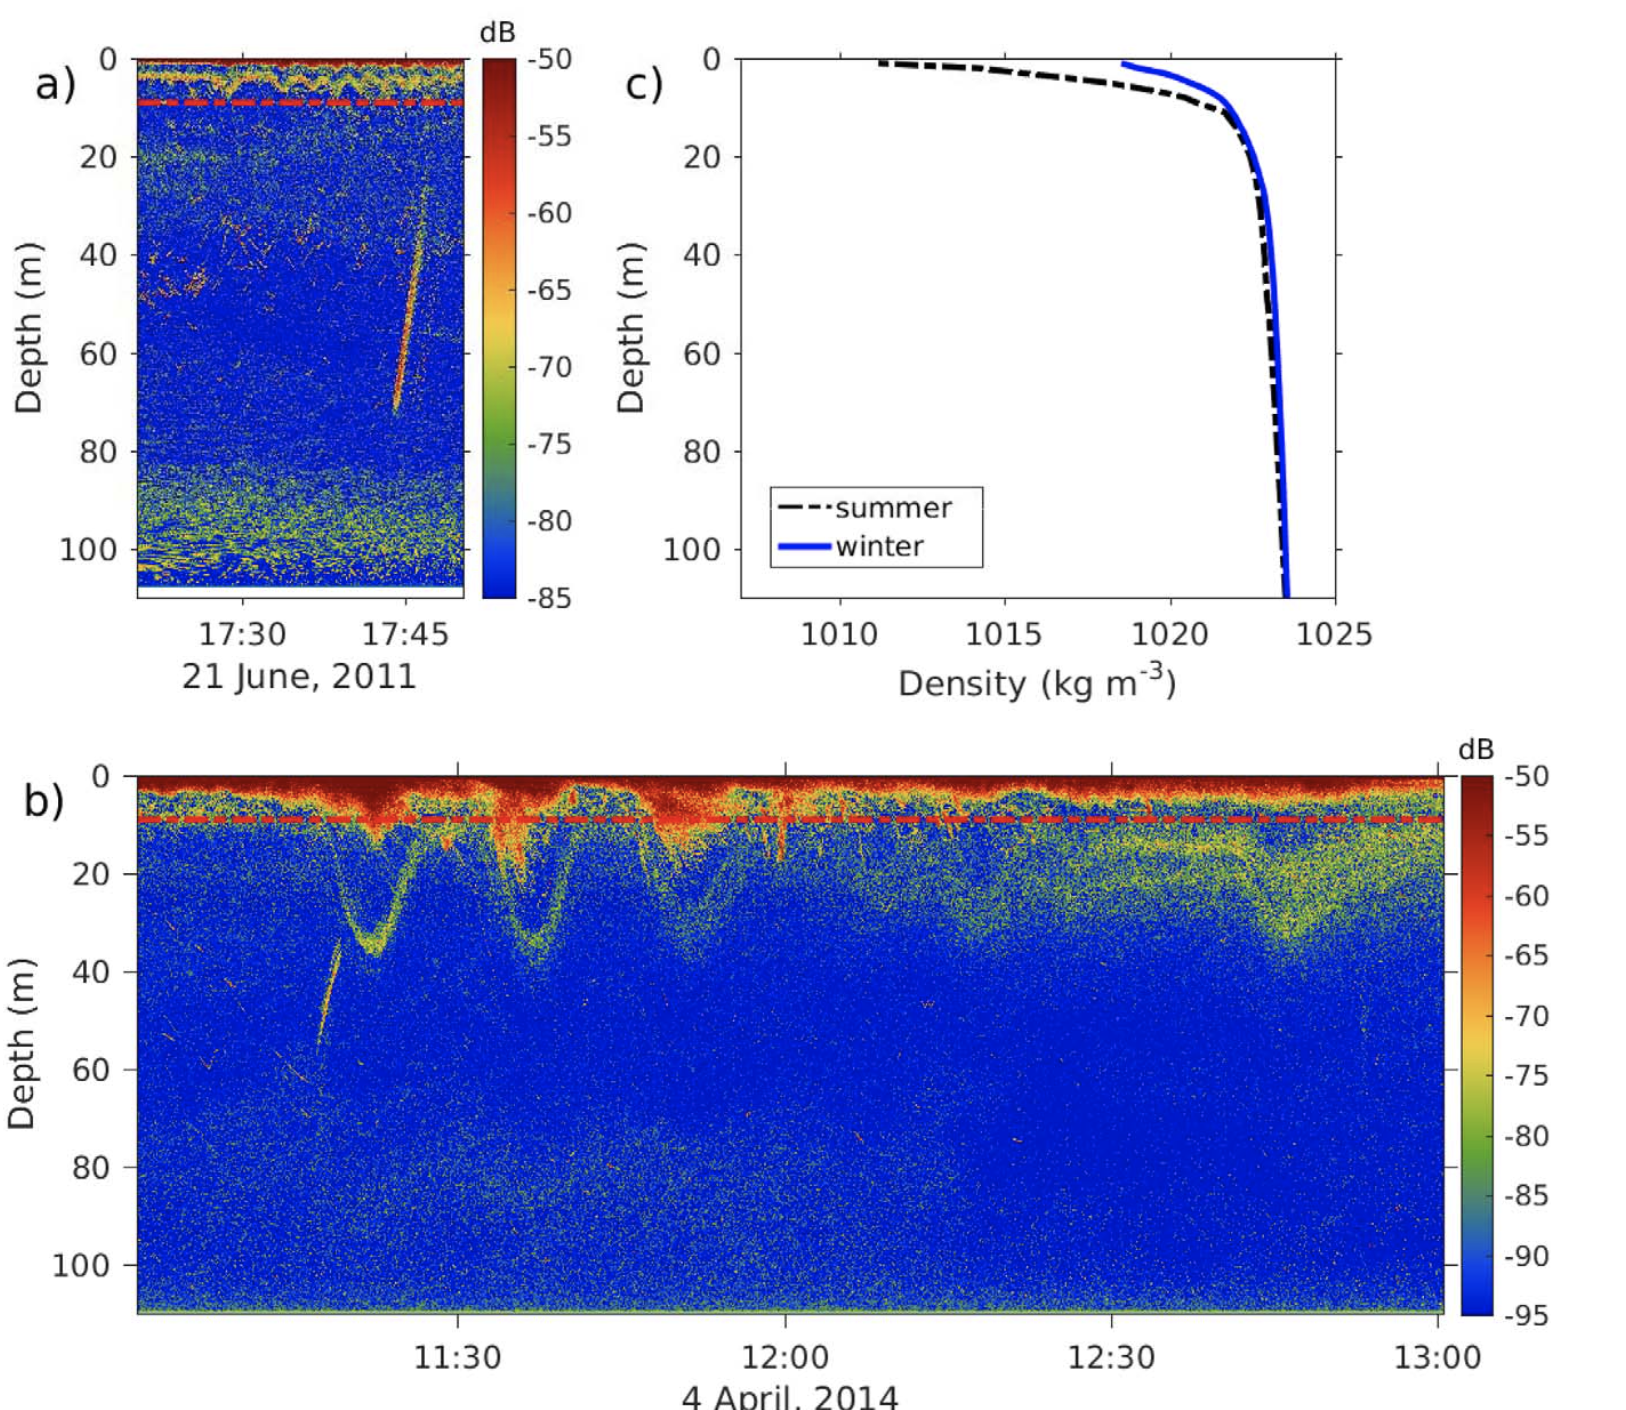 a)
dB
0
20
40
60
80
100
Depth (m)
-50
-55
-60
-65
-70
-75
-80
-85
17:30 17:45
21 June, 2011
c)
0
20
40
60
80
100
Depth (m)
summer
winter
1010 1015 1020 1025
Density (kg m-3)
b)
dB
0
20
40
60
80
100
Depth (m)
-50
-55
-60
-65
-70
-75
-80
-85
-90
-95
11:30 12:00 12:30 13:00
4 April, 2014